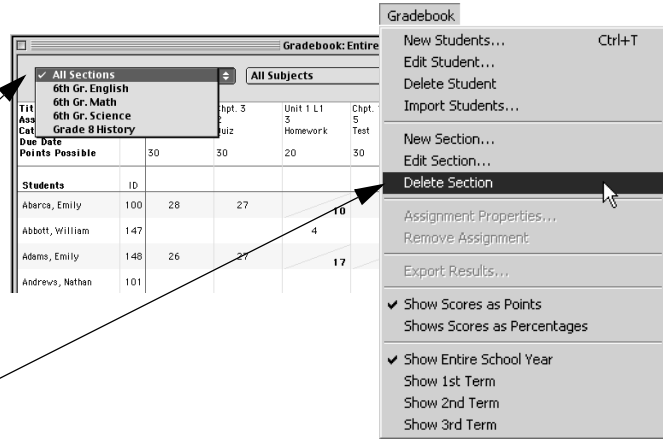 Gradebook
New Students... Ctrl+T
Edit Student...
Delete Student
Import Students...
New Section...
Edit Section...
Delete Section
Assignment Properties...
Remove Assignment
Export Results...
✓ Show Scores as Points
Shows Scores as Percentages
✓ Show Entire School Year
Show 1st Term
Show 2nd Term
Show 3rd Term
Gradebook: Entire
✓ All Sections
6th Gr. English
6th Gr. Math
6th Gr. Science
Grade 8 History
All Subjects
Chpt. 3 Unit 1 L1 Chpt.
3 5
Homework Test
Due Date
Points Possible 30 30 20 30
Students ID
Abarca, Emily 100 28 27 10
Abbott, William 147 4
Adams, Emily 148 26 27 17
Andrews, Nathan 101